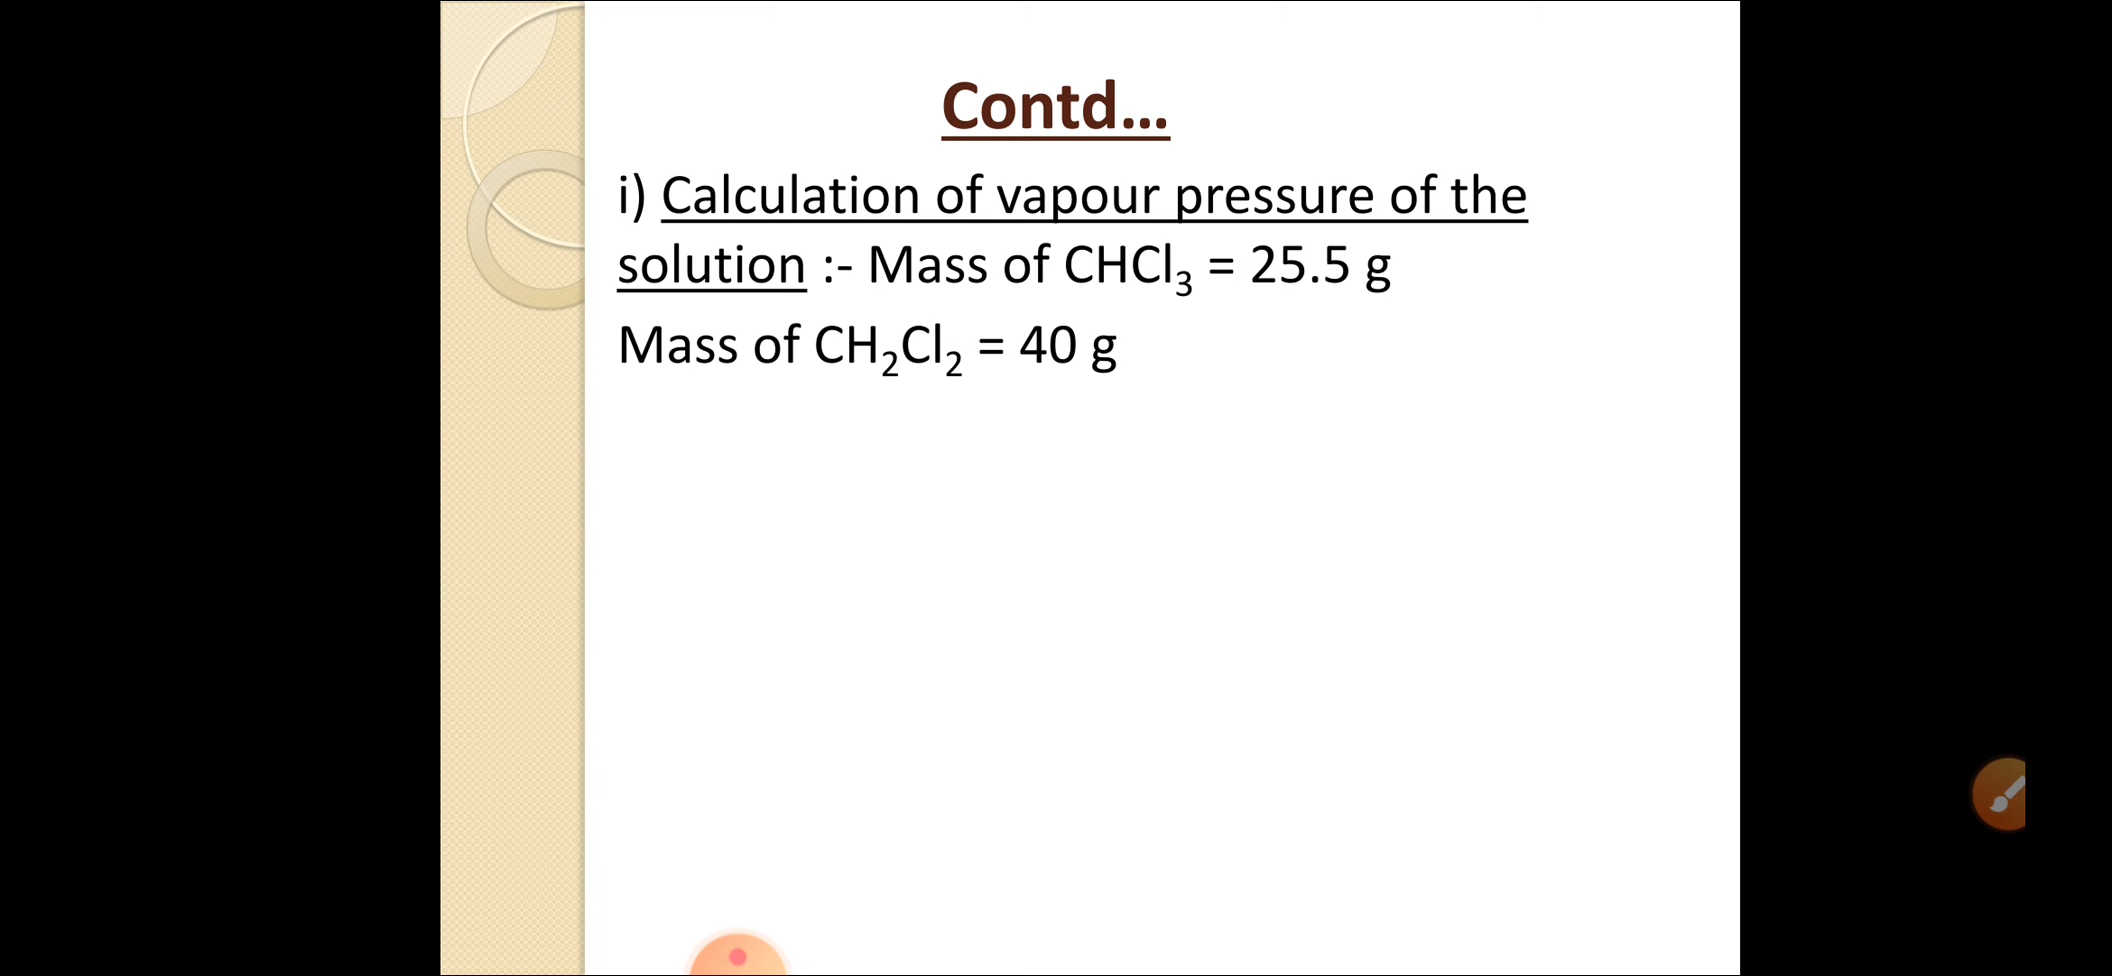 Contd...
i) Calculation of vapour pressure of the
solution :- Mass of CHCl₃ = 25.5 g
Mass of CH₂Cl₂ = 40 g